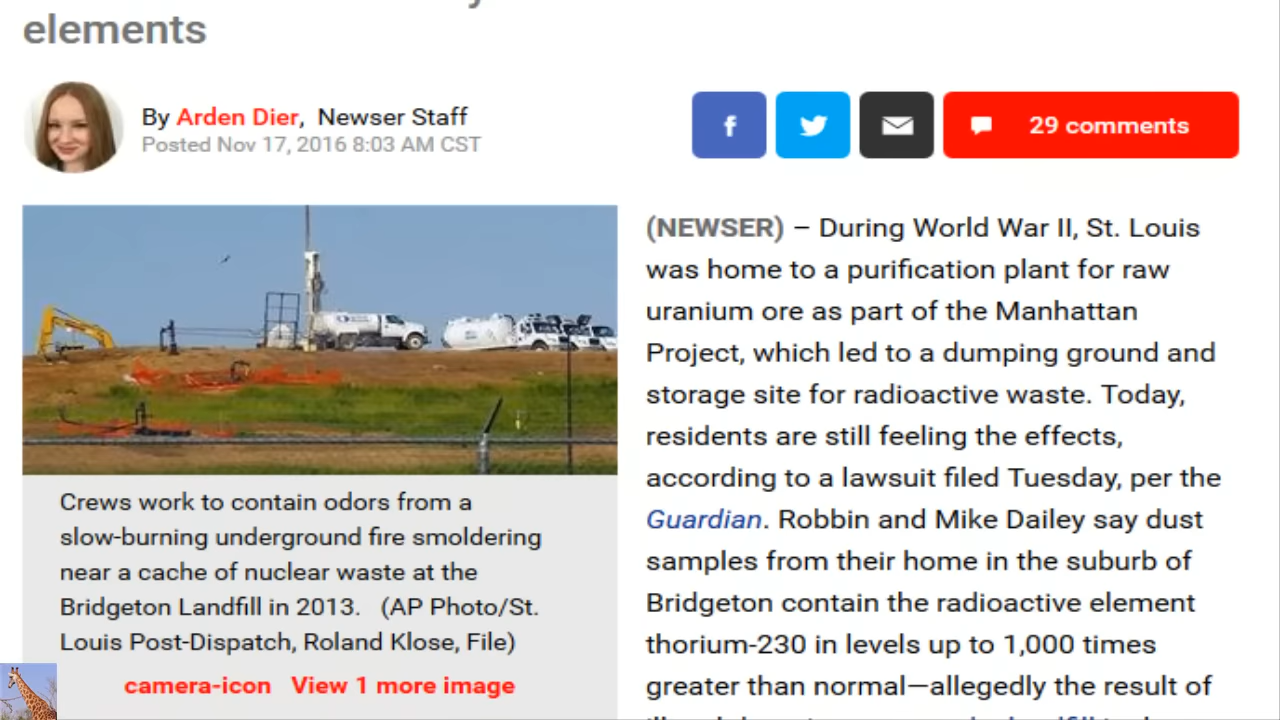 elements
By Arden Dier, Newser Staff
Posted Nov 17, 2016 8:03 AM CST
29 comments
Crews work to contain odors from a
slow-burning underground fire smoldering
near a cache of nuclear waste at the
Bridgeton Landfill in 2013. (AP Photo/St.
Louis Post-Dispatch, Roland Klose, File)
camera-icon View 1 more image
(NEWSER) – During World War II, St. Louis
was home to a purification plant for raw
uranium ore as part of the Manhattan
Project, which led to a dumping ground and
storage site for radioactive waste. Today,
residents are still feeling the effects,
according to a lawsuit filed Tuesday, per the
Guardian. Robbin and Mike Dailey say dust
samples from their home in the suburb of
Bridgeton contain the radioactive element
thorium-230 in levels up to 1,000 times
greater than normal—allegedly the result of